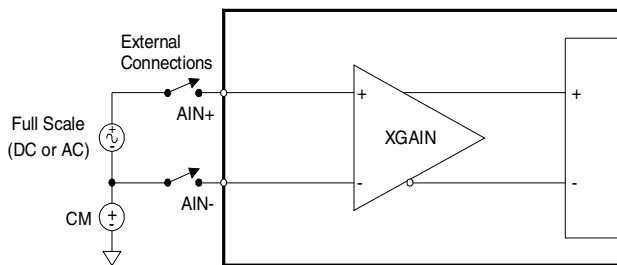 External
Connections
AIN+
Full Scale
(DC or AC)
+
-
AIN-
CM
+
-
+
-
XGAIN
+
-